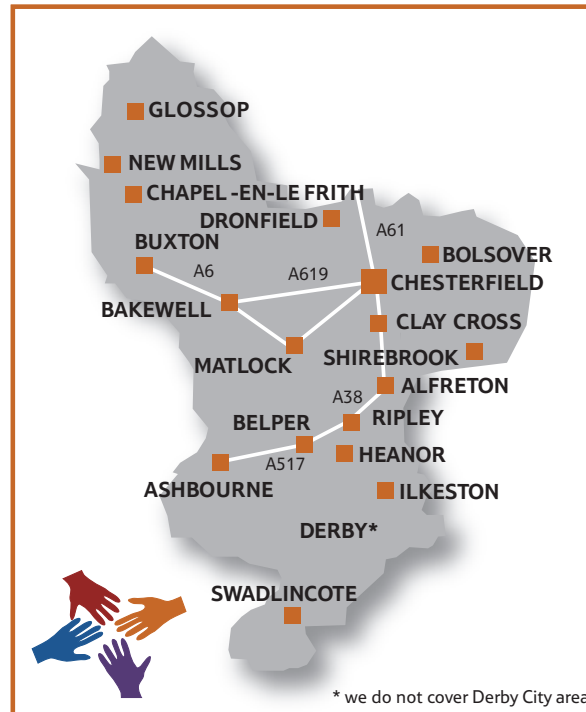 GLOSSOP
NEW MILLS
CHAPEL -EN-LE FRITH
DRONFIELD
A61
BUXTON
BOLSOVER
A6
A619
CHESTERFIELD
BAKEWELL
CLAY CROSS
SHIREBROOK
MATLOCK
ALFRETON
A38
BELPER
RIPLEY
HEANOR
A517
ASHBOURNE
ILKESTON
DERBY*
SWADLINCOTE
* we do not cover Derby City area